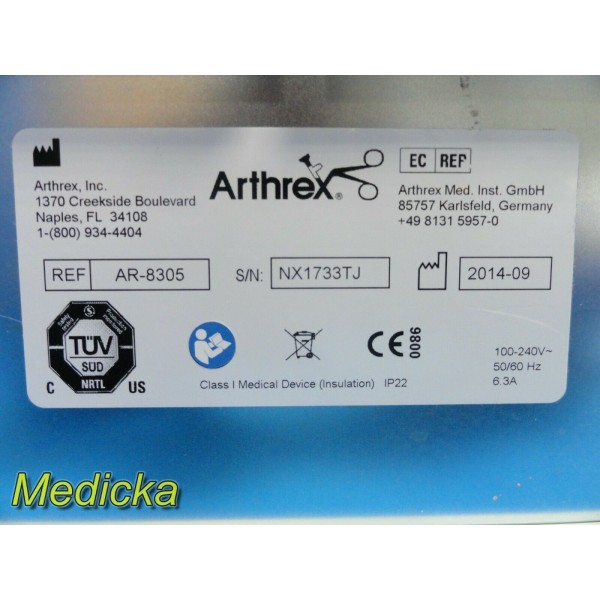 Arthrex, Inc.
1370 Creekside Boulevard
Naples, FL 34108
1-(800) 934-4404
Arthrex®
EC REP
Arthrex Med. Inst. GmbH
85757 Karlsfeld, Germany
+49 8131 5957-0
REF AR-8305
S/N: NX1733TJ
2014-09
TÜV
SÜD
NRTL
C US
CE 0086
Class I Medical Device (Insulation) IP22
100-240V~
50/60 Hz
6.3A
Medicka